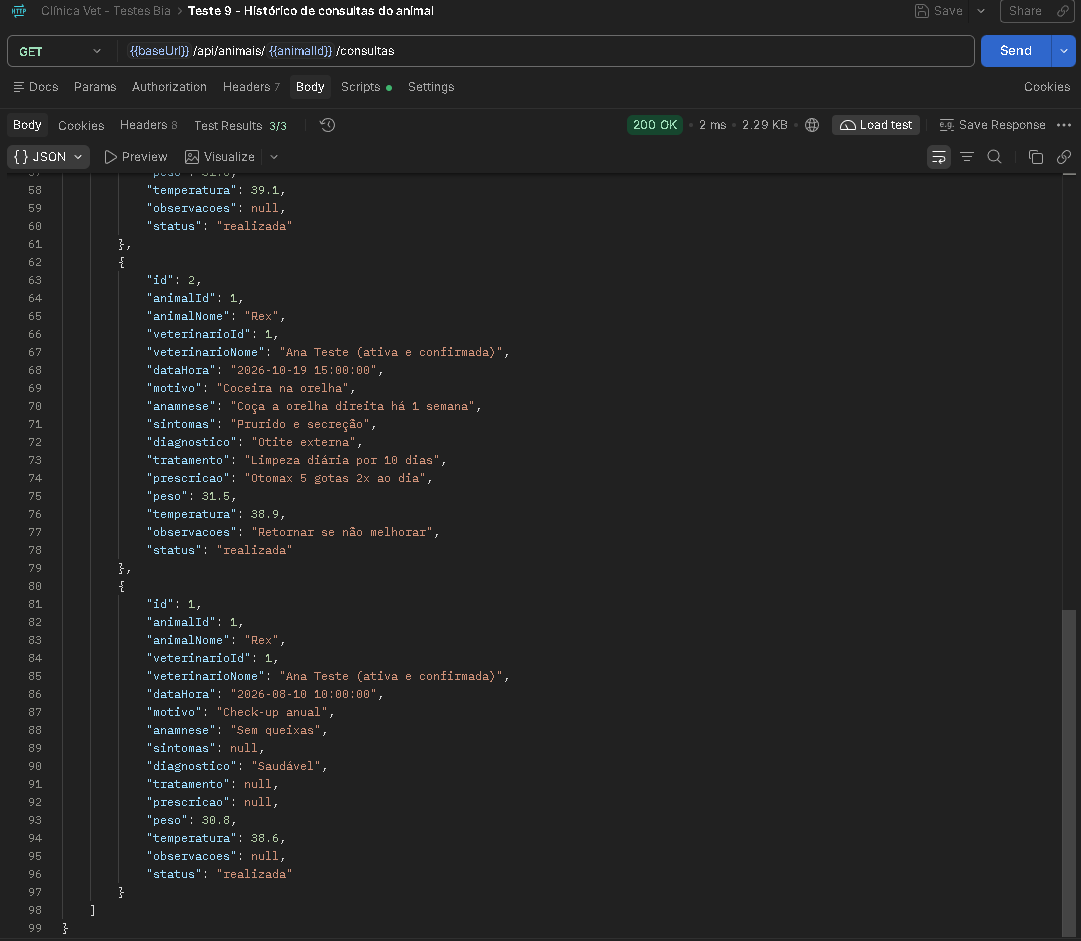 HTTP Clínica Vet - Testes Bia > Teste 9 - Histórico de consultas do animal Save Share
GET {{baseUrl}} /api/animais/ {{animalId}} /consultas Send
Docs Params Authorization Headers 7 Body Scripts Settings Cookies
Body Cookies Headers 8 Test Results 3/3 200 OK • 2 ms • 2.29 KB Load test e.g. Save Response
{} JSON Preview Visualize
58 "temperatura": 39.1,
59 "observacoes": null,
60 "status": "realizada"
61 },
62 {
63 "id": 2,
64 "animalId": 1,
65 "animalNome": "Rex",
66 "veterinarioId": 1,
67 "veterinarioNome": "Ana Teste (ativa e confirmada)",
68 "dataHora": "2026-10-19 15:00:00",
69 "motivo": "Coceira na orelha",
70 "anamnese": "Coça a orelha direita há 1 semana",
71 "sintomas": "Prurido e secreção",
72 "diagnostico": "Otite externa",
73 "tratamento": "Limpeza diária por 10 dias",
74 "prescricao": "Otomax 5 gotas 2x ao dia",
75 "peso": 31.5,
76 "temperatura": 38.9,
77 "observacoes": "Retornar se não melhorar",
78 "status": "realizada"
79 },
80 {
81 "id": 1,
82 "animalId": 1,
83 "animalNome": "Rex",
84 "veterinarioId": 1,
85 "veterinarioNome": "Ana Teste (ativa e confirmada)",
86 "dataHora": "2026-08-10 10:00:00",
87 "motivo": "Check-up anual",
88 "anamnese": "Sem queixas",
89 "sintomas": null,
90 "diagnostico": "Saudável",
91 "tratamento": null,
92 "prescricao": null,
93 "peso": 30.8,
94 "temperatura": 38.6,
95 "observacoes": null,
96 "status": "realizada"
97 }
98 ]
99 }